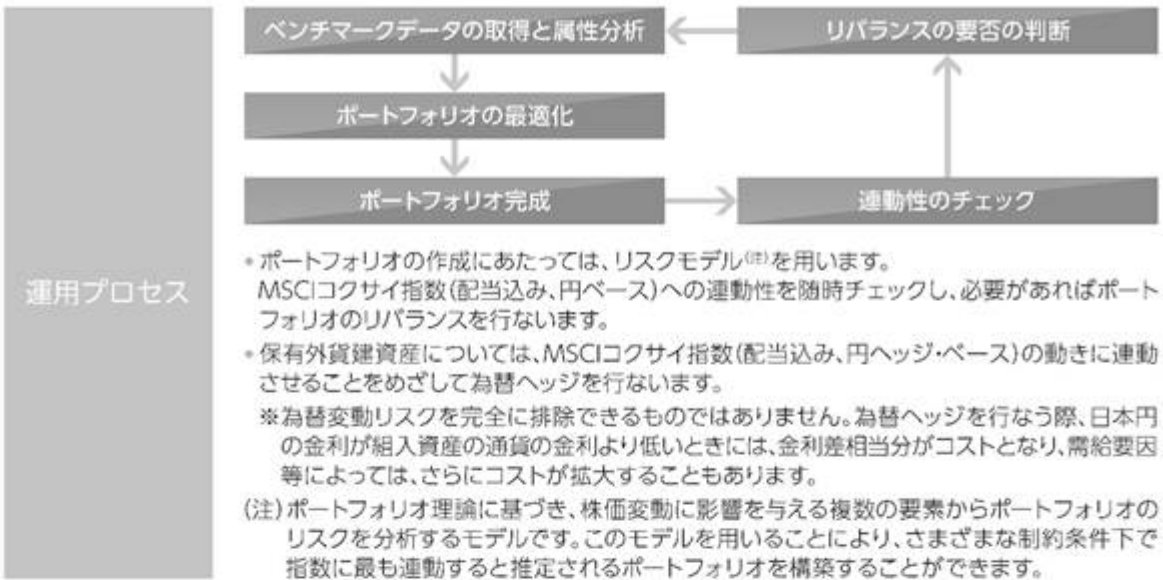 運用プロセス
ベンチマークデータの取得と属性分析
リバランスの要否の判断
ポートフォリオの最適化
ポートフォリオ完成
連動性のチェック
• ポートフォリオの作成にあたっては、リスクモデル(注)を用います。
MSCIコクサイ指数(配当込み、円ベース)への連動性を随時チェックし、必要があればポート
フォリオのリバランスを行ないます。
• 保有外貨建資産については、MSCIコクサイ指数(配当込み、円ヘッジ・ベース)の動きに連動
させることをめざして為替ヘッジを行ないます。
※為替変動リスクを完全に排除できるものではありません。為替ヘッジを行なう際、日本円
の金利が組入資産の通貨の金利より低いときには、金利差相当分がコストとなり、需給要因
等によっては、さらにコストが拡大することもあります。
(注)ポートフォリオ理論に基づき、株価変動に影響を与える複数の要素からポートフォリオの
リスクを分析するモデルです。このモデルを用いることにより、さまざまな制約条件下で
指数に最も連動すると推定されるポートフォリオを構築することができます。